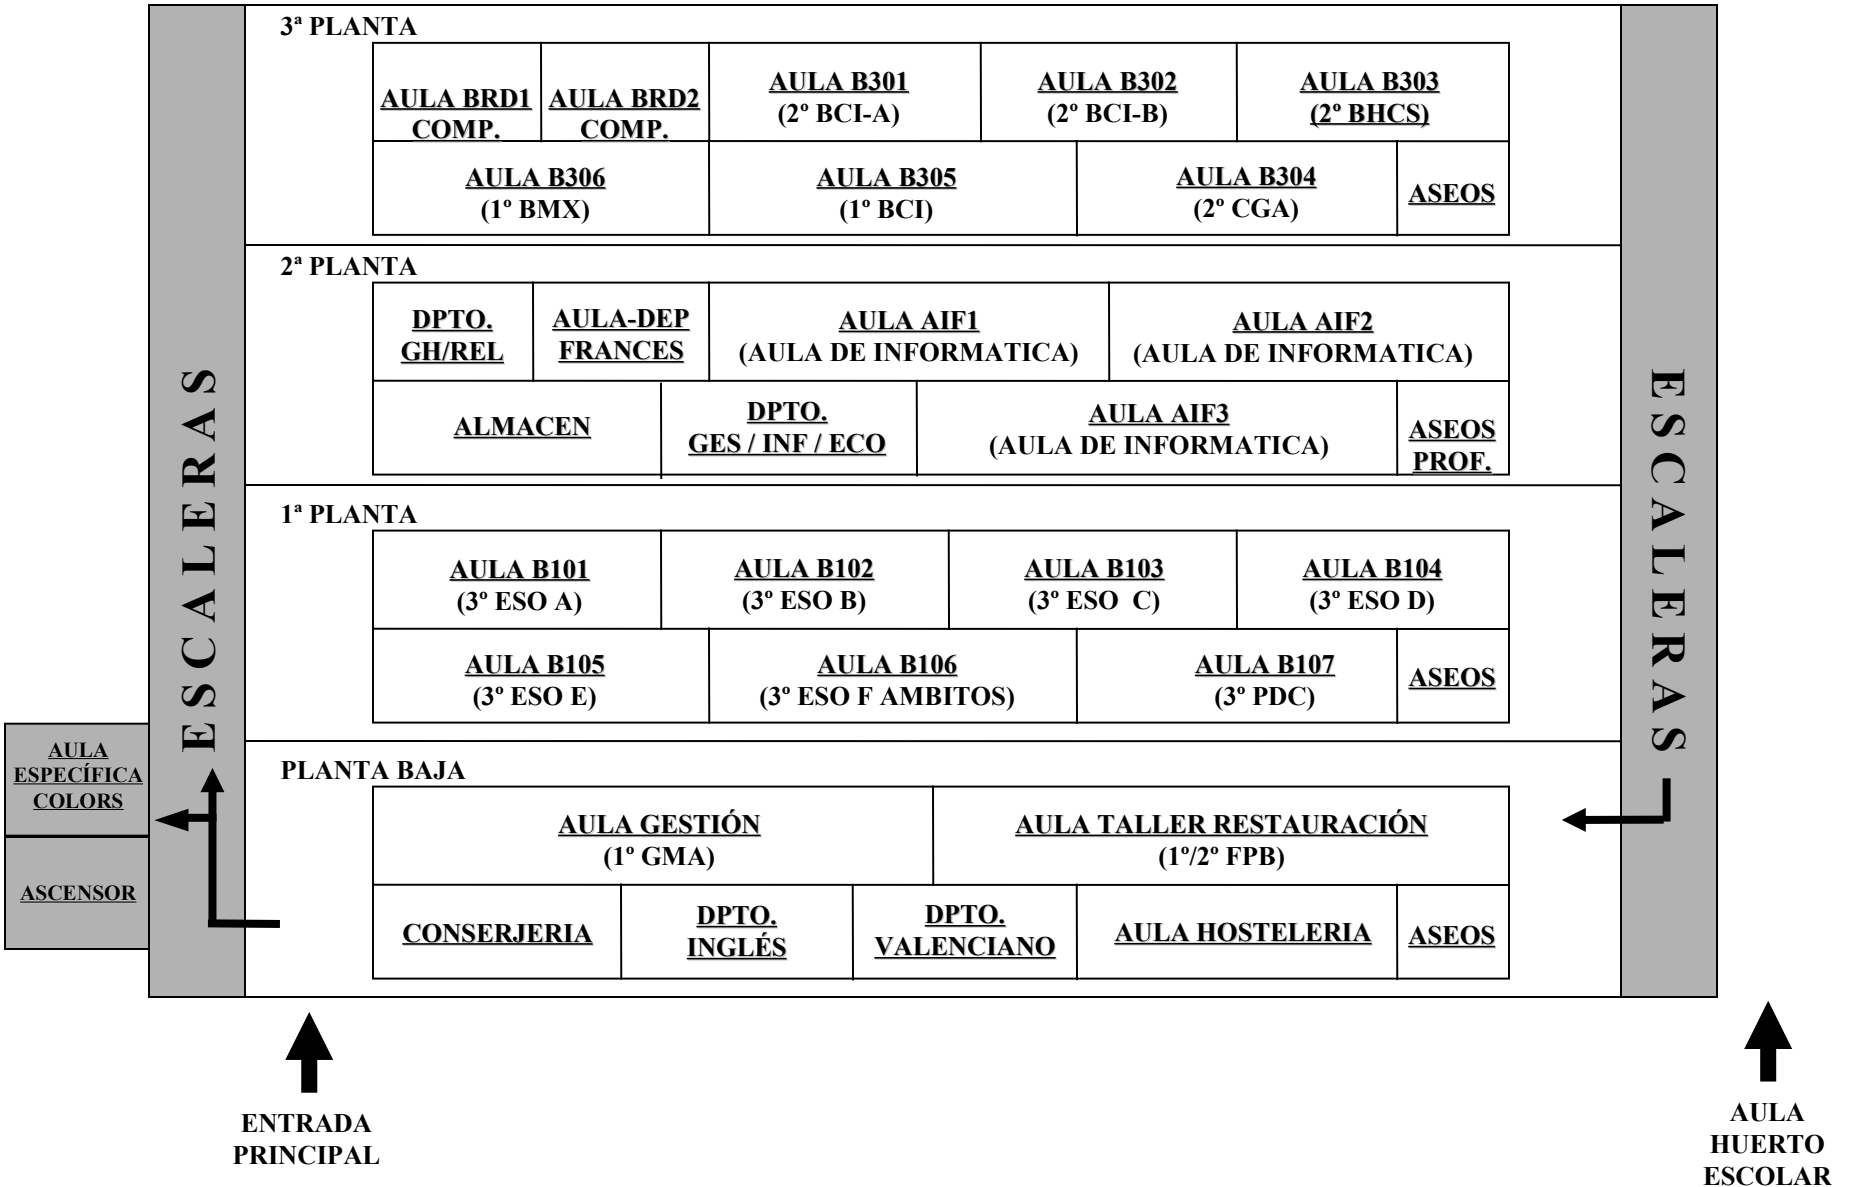 3ª PLANTA
AULA BRD1
COMP.
AULA BRD2
COMP.
AULA B301
(2º BCI-A)
AULA B302
(2º BCI-B)
AULA B303
(2º BHCS)
AULA B306
(1º BMX)
AULA B305
(1º BCI)
AULA B304
(2º CGA)
ASEOS
2ª PLANTA
DPTO.
GH/REL
AULA-DEP
FRANCES
AULA AIF1
(AULA DE INFORMATICA)
AULA AIF2
(AULA DE INFORMATICA)
ALMACEN
DPTO.
GES / INF / ECO
AULA AIF3
(AULA DE INFORMATICA)
ASEOS
PROF.
1ª PLANTA
AULA B101
(3º ESO A)
AULA B102
(3º ESO B)
AULA B103
(3º ESO  C)
AULA B104
(3º ESO D)
AULA B105
(3º ESO E)
AULA B106
(3º ESO F AMBITOS)
AULA B107
(3º PDC)
ASEOS
PLANTA BAJA
AULA GESTIÓN
(1º GMA)
AULA TALLER RESTAURACIÓN
(1º/2º FPB)
CONSERJERIA
DPTO.
INGLÉS
DPTO.
VALENCIANO
AULA HOSTELERIA
ASEOS
ESCALERAS
ESCALERAS
AULA
ESPECÍFICA
COLORS
ASCENSOR
ENTRADA
PRINCIPAL
AULA
HUERTO
ESCOLAR